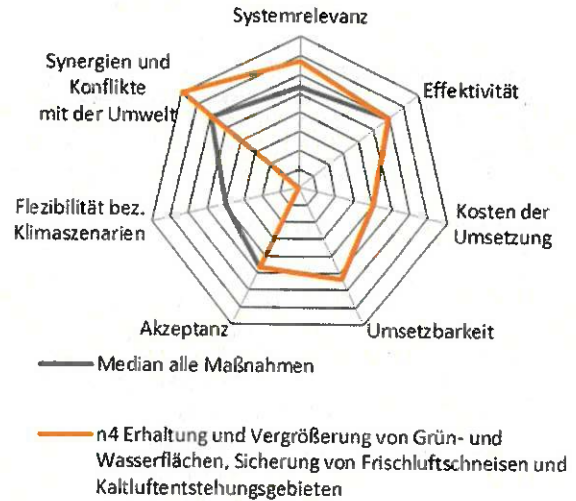 Systemrelevanz
Synergien und
Konflikte
mit der Umwelt
Effektivität
Flezibilität bez.
Klimaszenarien
Kosten der
Umsetzung
Akzeptanz
Umsetzbarkeit
Median alle Maßnahmen
n4 Erhaltung und Vergrößerung von Grün- und
Wasserflächen, Sicherung von Frischluftschneisen und
Kaltluftentstehungsgebieten